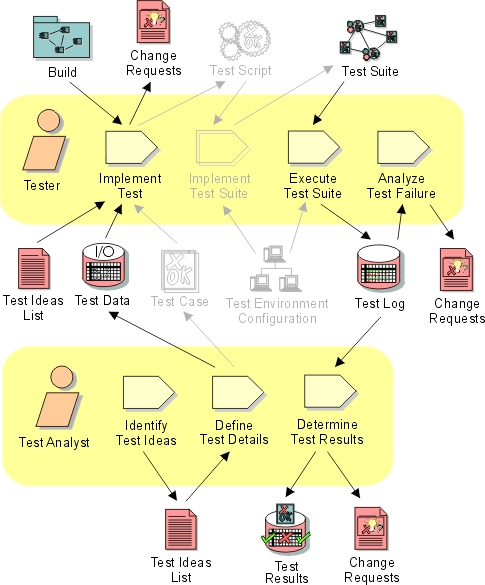 Build
Change
Requests
Test Script
Test Suite
Tester
Implement
Test
Implement
Test Suite
Execute
Test Suite
Analyze
Test Failure
I/O
Test Ideas
List
Test Data
X
OK
Test Case
Test Environment
Configuration
Test Log
Change
Requests
Test Analyst
Identify
Test Ideas
Define
Test Details
Determine
Test Results
Test Ideas
List
Test
Results
Change
Requests